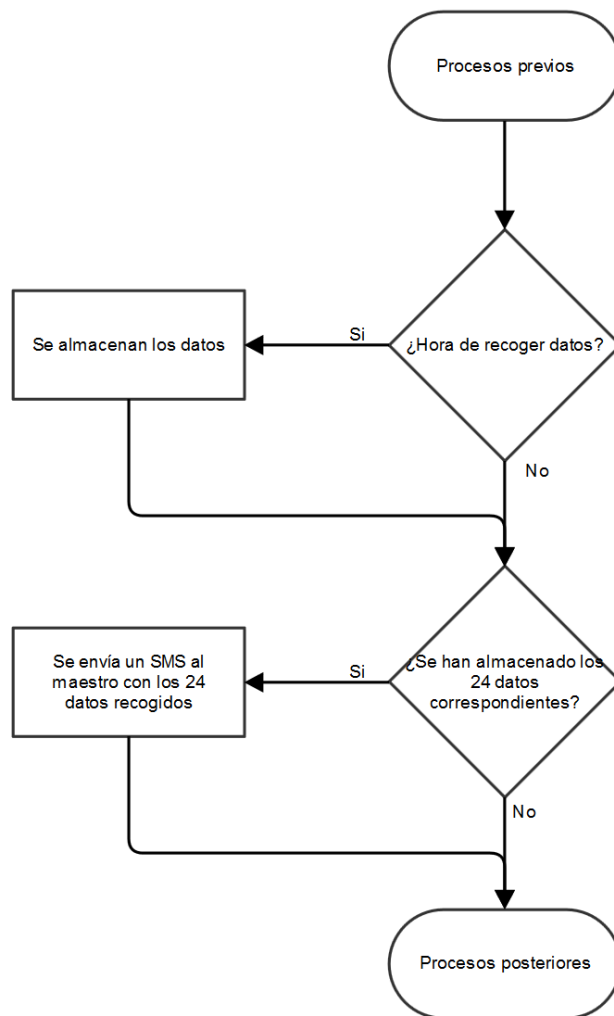 Procesos previos
¿Hora de recoger datos?
Si
Se almacenan los datos
No
¿Se han almacenado los
24 datos
correspondientes?
Si
Se envía un SMS al
maestro con los 24
datos recogidos
No
Procesos posteriores